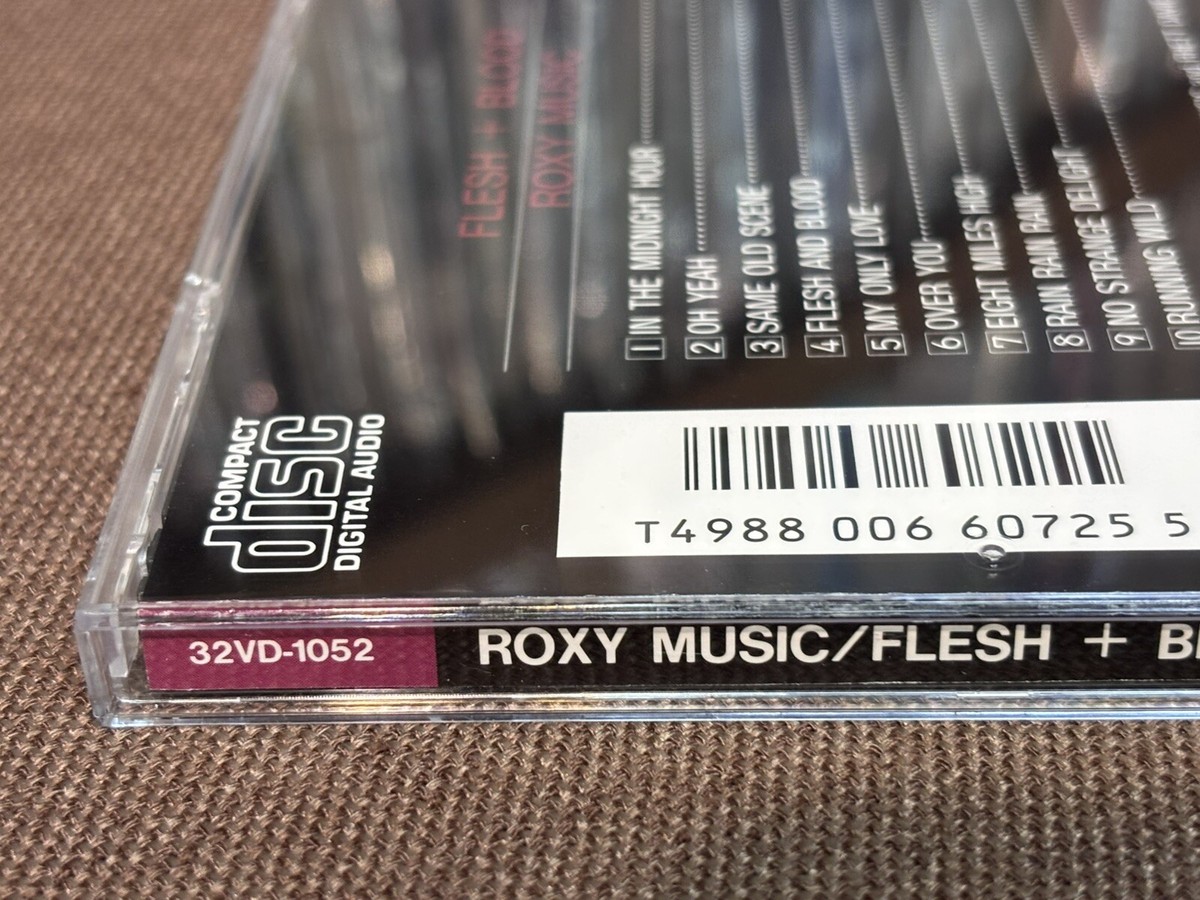 FLESH + BLOOD
ROXY MUSIC
1 IN THE MIDNIGHT HOUR
2 OH YEAH
3 SAME OLD SCENE
4 FLESH AND BLOOD
5 MY ONLY LOVE
6 OVER YOU
7 EIGHT MILES HIGH
8 RAIN RAIN RAIN
9 NO STRANGE DELIGHT
10 RUNNING WILD
COMPACT
disc
DIGITAL AUDIO
T4988 006 60725 5
32VD-1052 ROXY MUSIC/FLESH + B